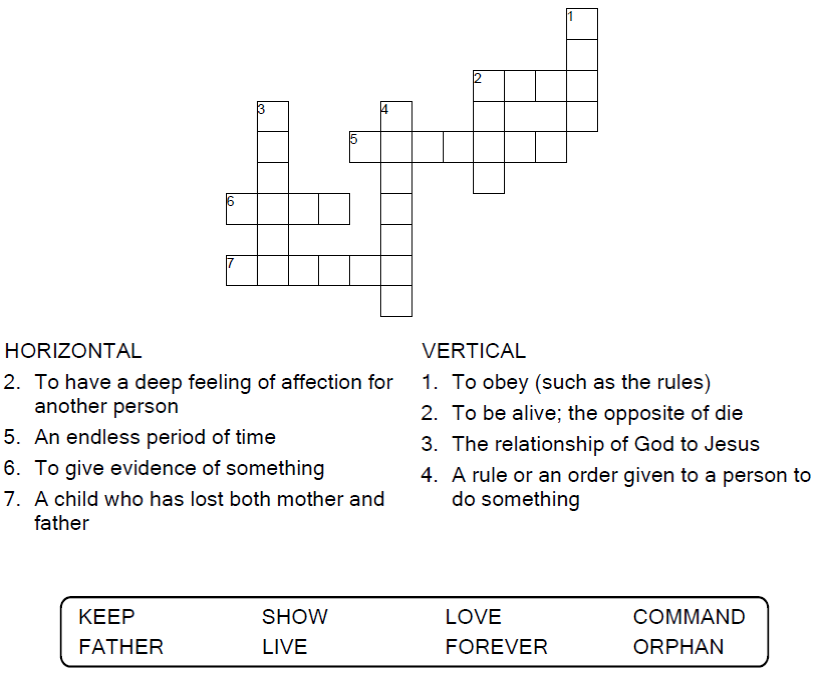 1
2
3
4
5
6
7
HORIZONTAL
2. To have a deep feeling of affection for
another person
5. An endless period of time
6. To give evidence of something
7. A child who has lost both mother and
father
VERTICAL
1. To obey (such as the rules)
2. To be alive; the opposite of die
3. The relationship of God to Jesus
4. A rule or an order given to a person to
do something
KEEP SHOW LOVE COMMAND
FATHER LIVE FOREVER ORPHAN